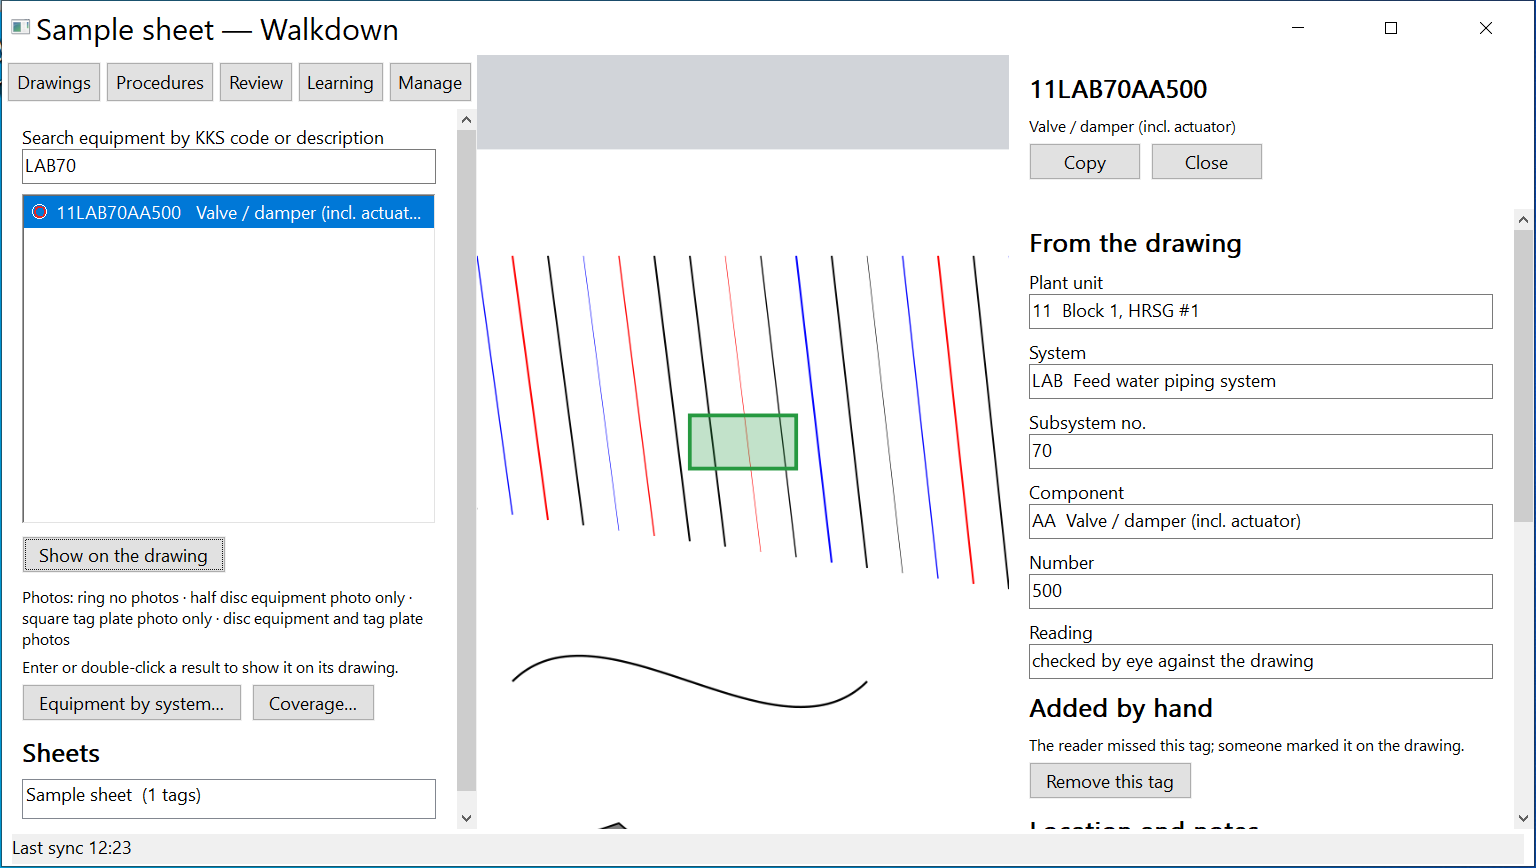 Sample sheet — Walkdown
Drawings
Procedures
Review
Learning
Manage
Search equipment by KKS code or description
LAB70
11LAB70AA500 Valve / damper (incl. actuat...
Show on the drawing
Photos: ring no photos · half disc equipment photo only ·
square tag plate photo only · disc equipment and tag plate
photos
Enter or double-click a result to show it on its drawing.
Equipment by system...
Coverage...
Sheets
Sample sheet (1 tags)
11LAB70AA500
Valve / damper (incl. actuator)
Copy
Close
From the drawing
Plant unit
11 Block 1, HRSG #1
System
LAB Feed water piping system
Subsystem no.
70
Component
AA Valve / damper (incl. actuator)
Number
500
Reading
checked by eye against the drawing
Added by hand
The reader missed this tag; someone marked it on the drawing.
Remove this tag
Location and notes
Last sync 12:23